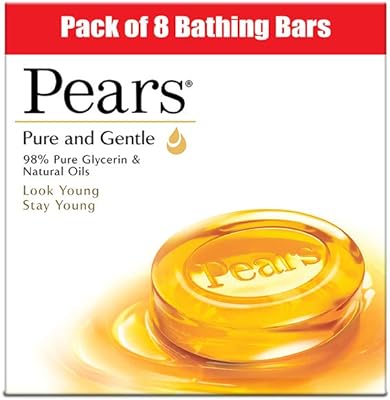 Pack of 8 Bathing Bars
Pears®
Pure and Gentle
98% Pure Glycerin &
Natural Oils
Look Young
Stay Young
Pears